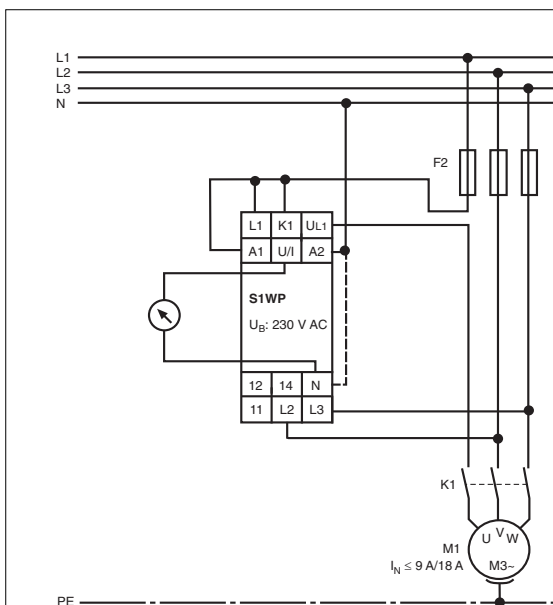 L1
L2
L3
N
F2
L1 K1 UL1
A1 U/I A2
S1WP
UB: 230 V AC
12 14 N
11 L2 L3
K1
U V W
M1
IN ≤ 9 A/18 A
M3~
PE